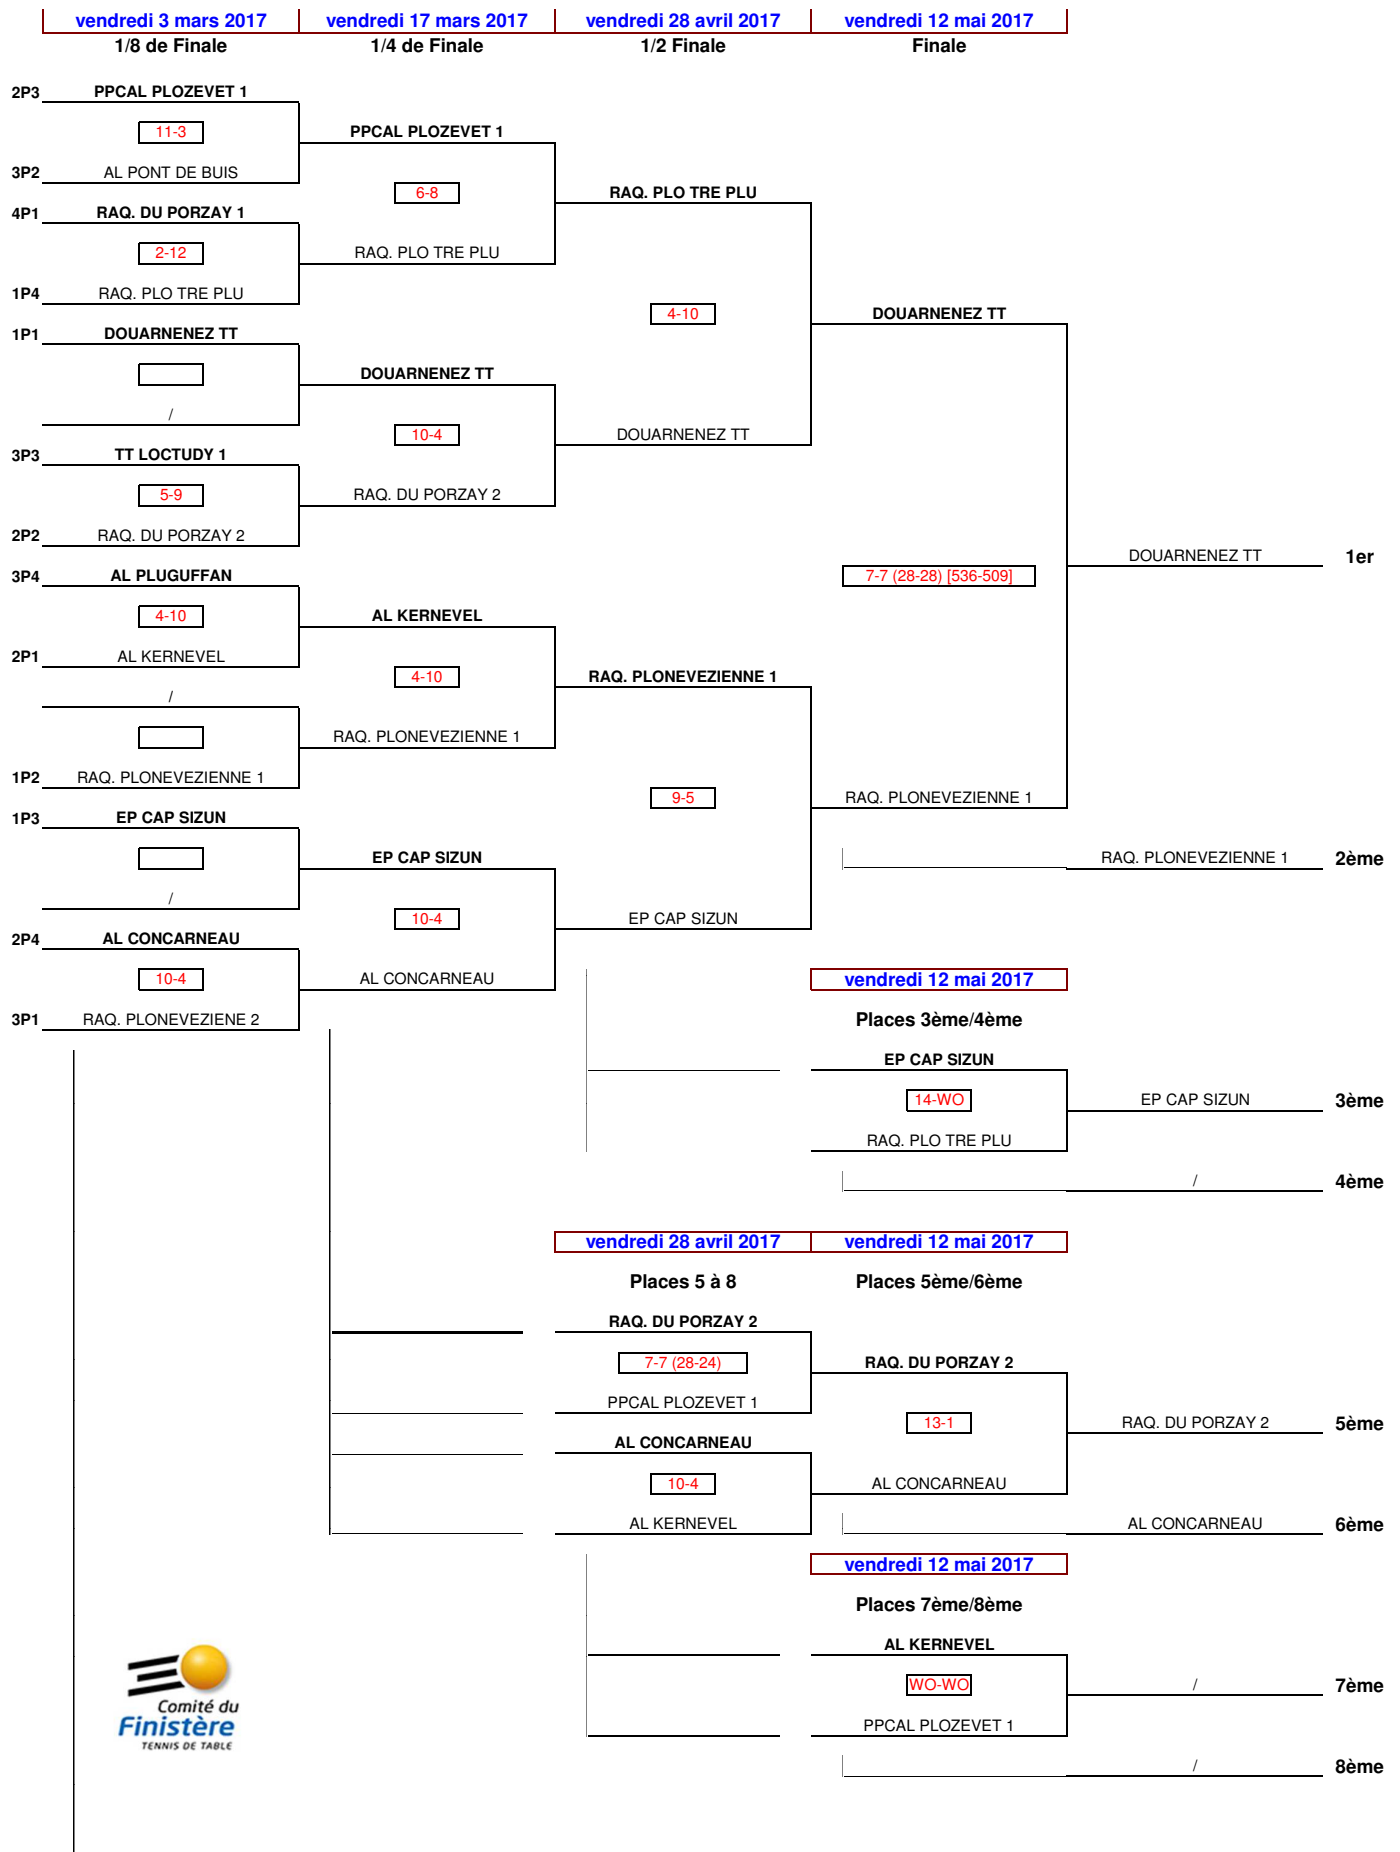 vendredi 3 mars 2017 vendredi 17 mars 2017 vendredi 28 avril 2017 vendredi 12 mai 2017
1/8 de Finale 1/4 de Finale 1/2 Finale Finale
2P3 PPCAL PLOZEVET 1
11-3 PPCAL PLOZEVET 1
3P2 AL PONT DE BUIS
6-8 RAQ. PLO TRE PLU
4P1 RAQ. DU PORZAY 1
2-12 RAQ. PLO TRE PLU
1P4 RAQ. PLO TRE PLU
4-10 DOUARNENEZ TT
1P1 DOUARNENEZ TT
DOUARNENEZ TT
/
10-4 DOUARNENEZ TT
3P3 TT LOCTUDY 1
5-9 RAQ. DU PORZAY 2
2P2 RAQ. DU PORZAY 2
DOUARNENEZ TT 1er
3P4 AL PLUGUFFAN 7-7 (28-28) [536-509]
4-10 AL KERNEVEL
2P1 AL KERNEVEL
4-10 RAQ. PLONEVEZIENNE 1
/
RAQ. PLONEVEZIENNE 1
1P2 RAQ. PLONEVEZIENNE 1
9-5 RAQ. PLONEVEZIENNE 1
1P3 EP CAP SIZUN
EP CAP SIZUN RAQ. PLONEVEZIENNE 1 2ème
/
10-4 EP CAP SIZUN
2P4 AL CONCARNEAU
10-4 AL CONCARNEAU vendredi 12 mai 2017
3P1 RAQ. PLONEVEZIENE 2 Places 3ème/4ème
EP CAP SIZUN
14-WO EP CAP SIZUN 3ème
RAQ. PLO TRE PLU
/ 4ème
vendredi 28 avril 2017 vendredi 12 mai 2017
Places 5 à 8 Places 5ème/6ème
RAQ. DU PORZAY 2
7-7 (28-24) RAQ. DU PORZAY 2
PPCAL PLOZEVET 1
13-1 RAQ. DU PORZAY 2 5ème
AL CONCARNEAU
10-4 AL CONCARNEAU
AL KERNEVEL AL CONCARNEAU 6ème
vendredi 12 mai 2017
Places 7ème/8ème
AL KERNEVEL
WO-WO / 7ème
PPCAL PLOZEVET 1
/ 8ème
Comité du
Finistère
TENNIS DE TABLE